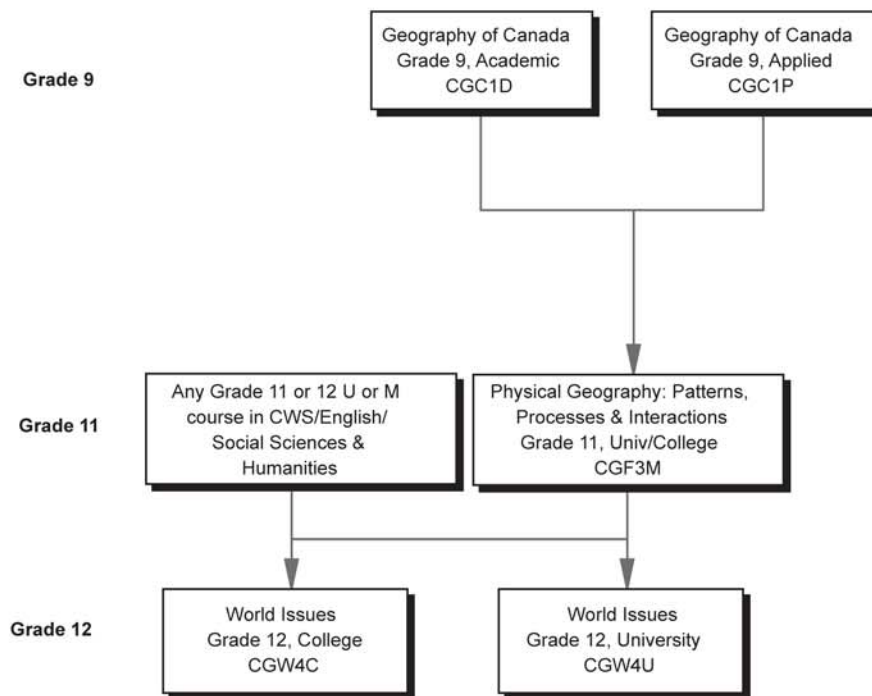 Grade 9
Geography of Canada
Grade 9, Academic
CGC1D
Geography of Canada
Grade 9, Applied
CGC1P
Grade 11
Any Grade 11 or 12 U or M
course in CWS/English/
Social Sciences &
Humanities
Physical Geography: Patterns,
Processes & Interactions
Grade 11, Univ/College
CGF3M
Grade 12
World Issues
Grade 12, College
CGW4C
World Issues
Grade 12, University
CGW4U